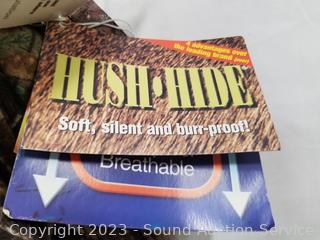 4 advantages over
the leading brand (over)
HUSH•HIDE
Soft, silent and burr-proof!
Breathable
Copyright 2023 - Sound Auction Service